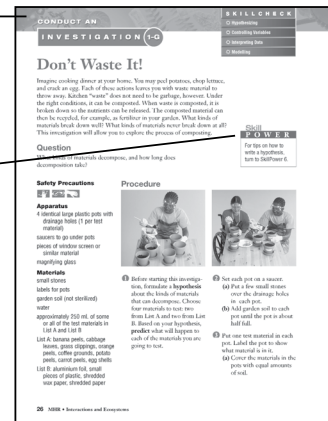 SKILLCHECK
Hypothesizing
Controlling Variables
Interpreting Data
Modelling
CONDUCT AN
INVESTIGATION 1-G
Don't Waste It!
Imagine cooking dinner at your home. You may peel potatoes, chop lettuce,
and crack an egg. Each of these actions leaves you with waste material to
throw away. Kitchen "waste" does not need to be garbage, however. Under
the right conditions, it can be composted. When waste is composted, it is
broken down so the nutrients can be released. The composted material can
then be recycled, for example, as fertilizer in your garden. What kinds of
materials break down well? What kinds of materials never break down at all?
This investigation will allow you to explore the process of composting.
Skill
POWER
For tips on how to
write a hypothesis,
turn to SkillPower 6.
Question
What kinds of materials decompose, and how long does
decomposition take?
Safety Precautions
Apparatus
4 identical large plastic pots with
drainage holes (1 per test
material)
saucers to go under pots
pieces of window screen or
similar material
magnifying glass
Materials
small stones
labels for pots
garden soil (not sterilized)
water
approximately 250 mL of some
or all of the test materials in
List A and List B
List A: banana peels, cabbage
leaves, grass clippings, orange
peels, coffee grounds, potato
peels, carrot peels, egg shells
List B: aluminum foil, small
pieces of plastic, shredded
wax paper, shredded paper
Procedure
1 Before starting this investiga-
tion, formulate a hypothesis
about the kinds of materials
that can decompose. Choose
four materials to test: two
from List A and two from List
B. Based on your hypothesis,
predict what will happen to
each of the materials you are
going to test.
2 Set each pot on a saucer.
(a) Put a few small stones
over the drainage holes
in each pot.
(b) Add garden soil to each
pot until the pot is about
half full.
3 Put one test material in each
pot. Label the pot to show
what material is in it.
(a) Cover the materials in the
pots with equal amounts
of soil.
26 MHR • Interactions and Ecosystems